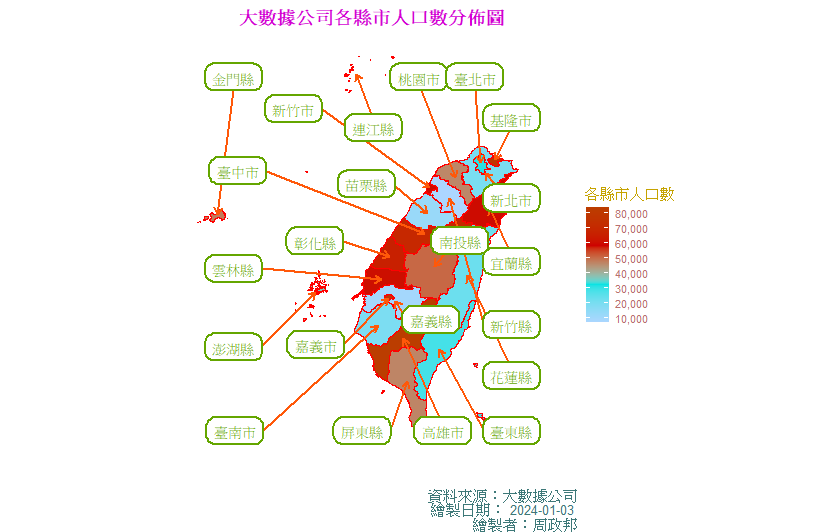 大數據公司各縣市人口數分佈圖
金門縣
桃園市
臺北市
新竹市
基隆市
連江縣
臺中市
苗栗縣
新北市
彰化縣
南投縣
雲林縣
宜蘭縣
嘉義縣
新竹縣
澎湖縣
嘉義市
花蓮縣
臺南市
屏東縣
高雄市
臺東縣
各縣市人口數
80,000
70,000
60,000
50,000
40,000
30,000
20,000
10,000
資料來源：大數據公司
繪製日期： 2024-01-03
繪製者：周政邦